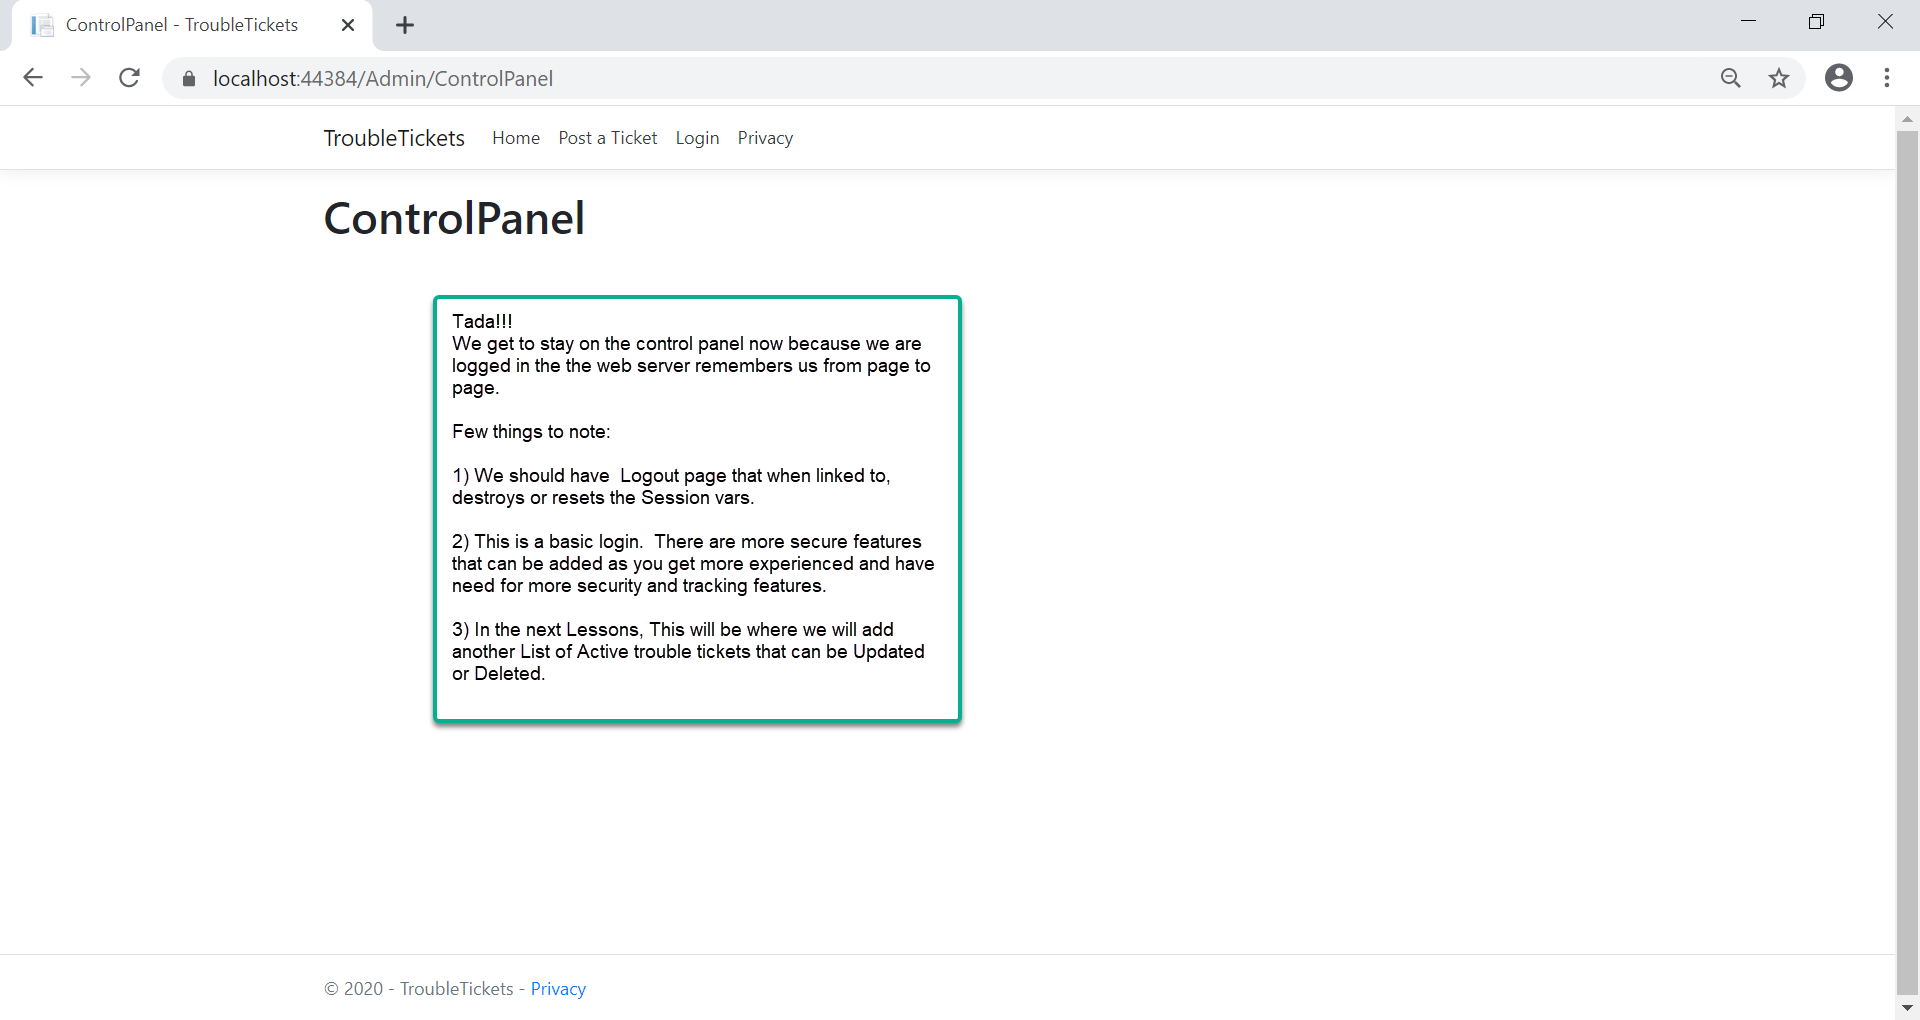 ControlPanel - TroubleTickets
localhost:44384/Admin/ControlPanel
TroubleTickets Home Post a Ticket Login Privacy
ControlPanel
Tada!!!
We get to stay on the control panel now because we are
logged in the the web server remembers us from page to
page.
Few things to note:
1) We should have  Logout page that when linked to,
destroys or resets the Session vars.
2) This is a basic login.  There are more secure features
that can be added as you get more experienced and have
need for more security and tracking features.
3) In the next Lessons, This will be where we will add
another List of Active trouble tickets that can be Updated
or Deleted.
© 2020 - TroubleTickets - Privacy